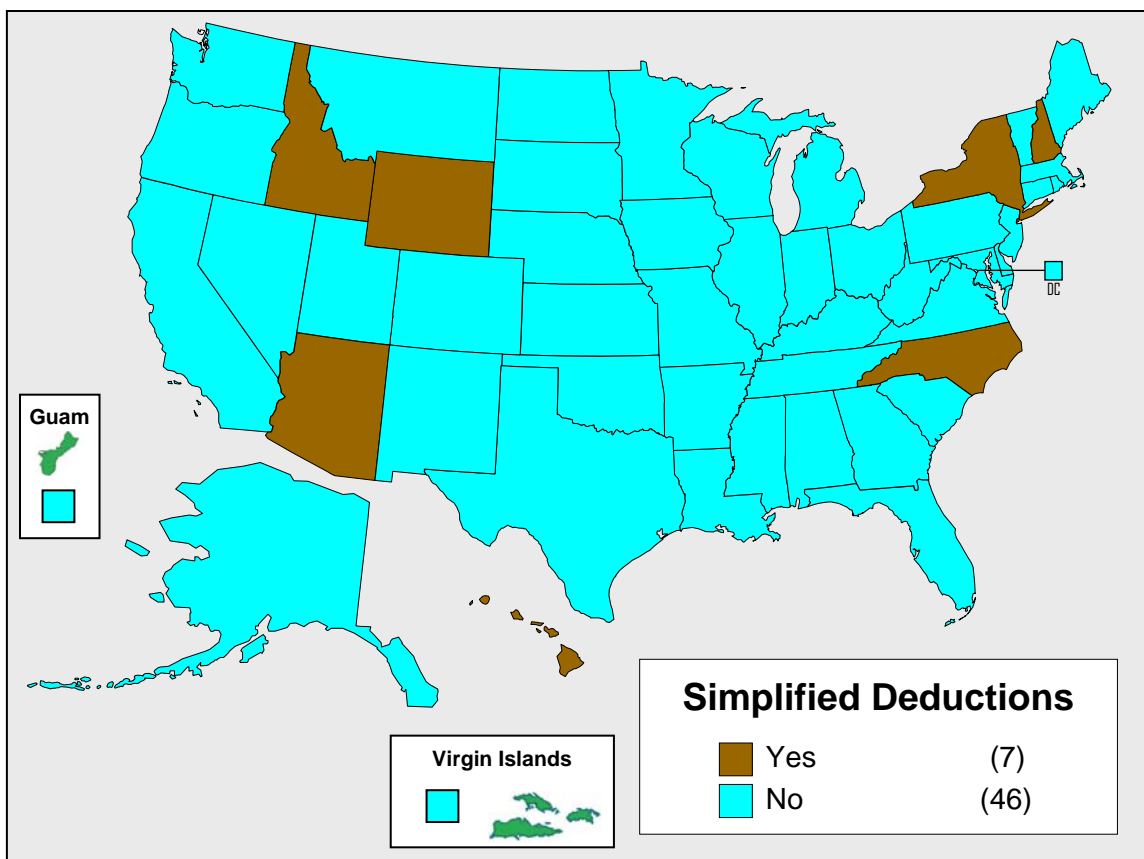 DC
Guam
Virgin Islands
Simplified Deductions
Yes (7)
No (46)